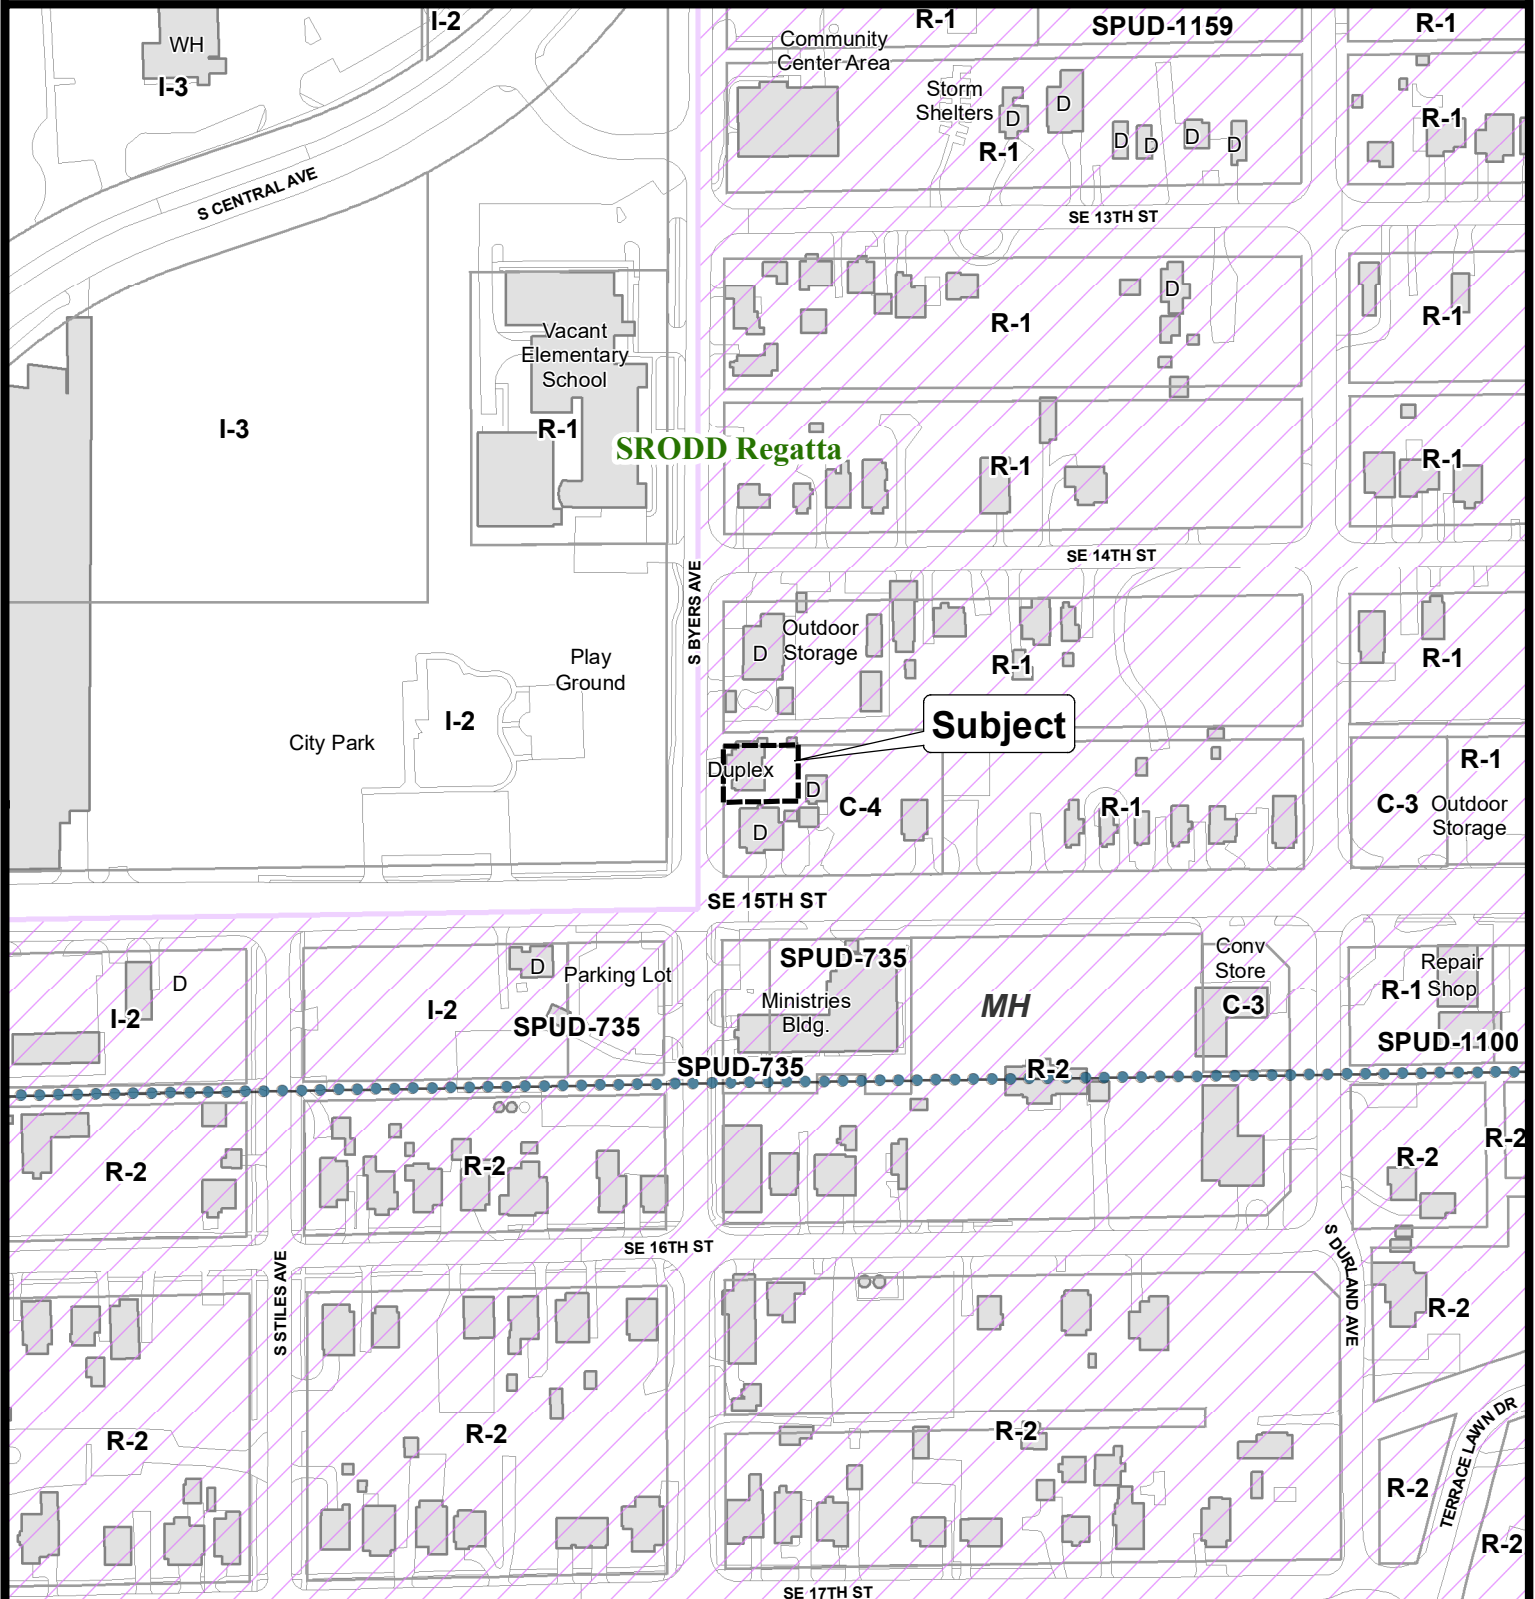 I-2
R-1
SPUD-1159
R-1
WH
I-3
Community
Center Area
Storm
Shelters
D
D
R-1
D
D
D
D
R-1
S CENTRAL AVE
SE 13TH ST
D
R-1
R-1
Vacant
Elementary
School
I-3
R-1
SRODD Regatta
R-1
R-1
SE 14TH ST
S BYERS AVE
Outdoor
Storage
D
R-1
R-1
Play
Ground
I-2
City Park
Subject
Duplex
D
C-4
R-1
D
R-1
C-3
Outdoor
Storage
SE 15TH ST
D
I-2
D
Parking Lot
I-2
SPUD-735
SPUD-735
Ministries
Bldg.
MH
Conv
Store
C-3
Repair
Shop
R-1
SPUD-1100
SPUD-735
R-2
R-2
R-2
R-2
R-2
SE 16TH ST
S STILES AVE
S DURLAND AVE
R-2
R-2
R-2
R-2
R-2
TERRACE LAWN DR
R-2
SE 17TH ST